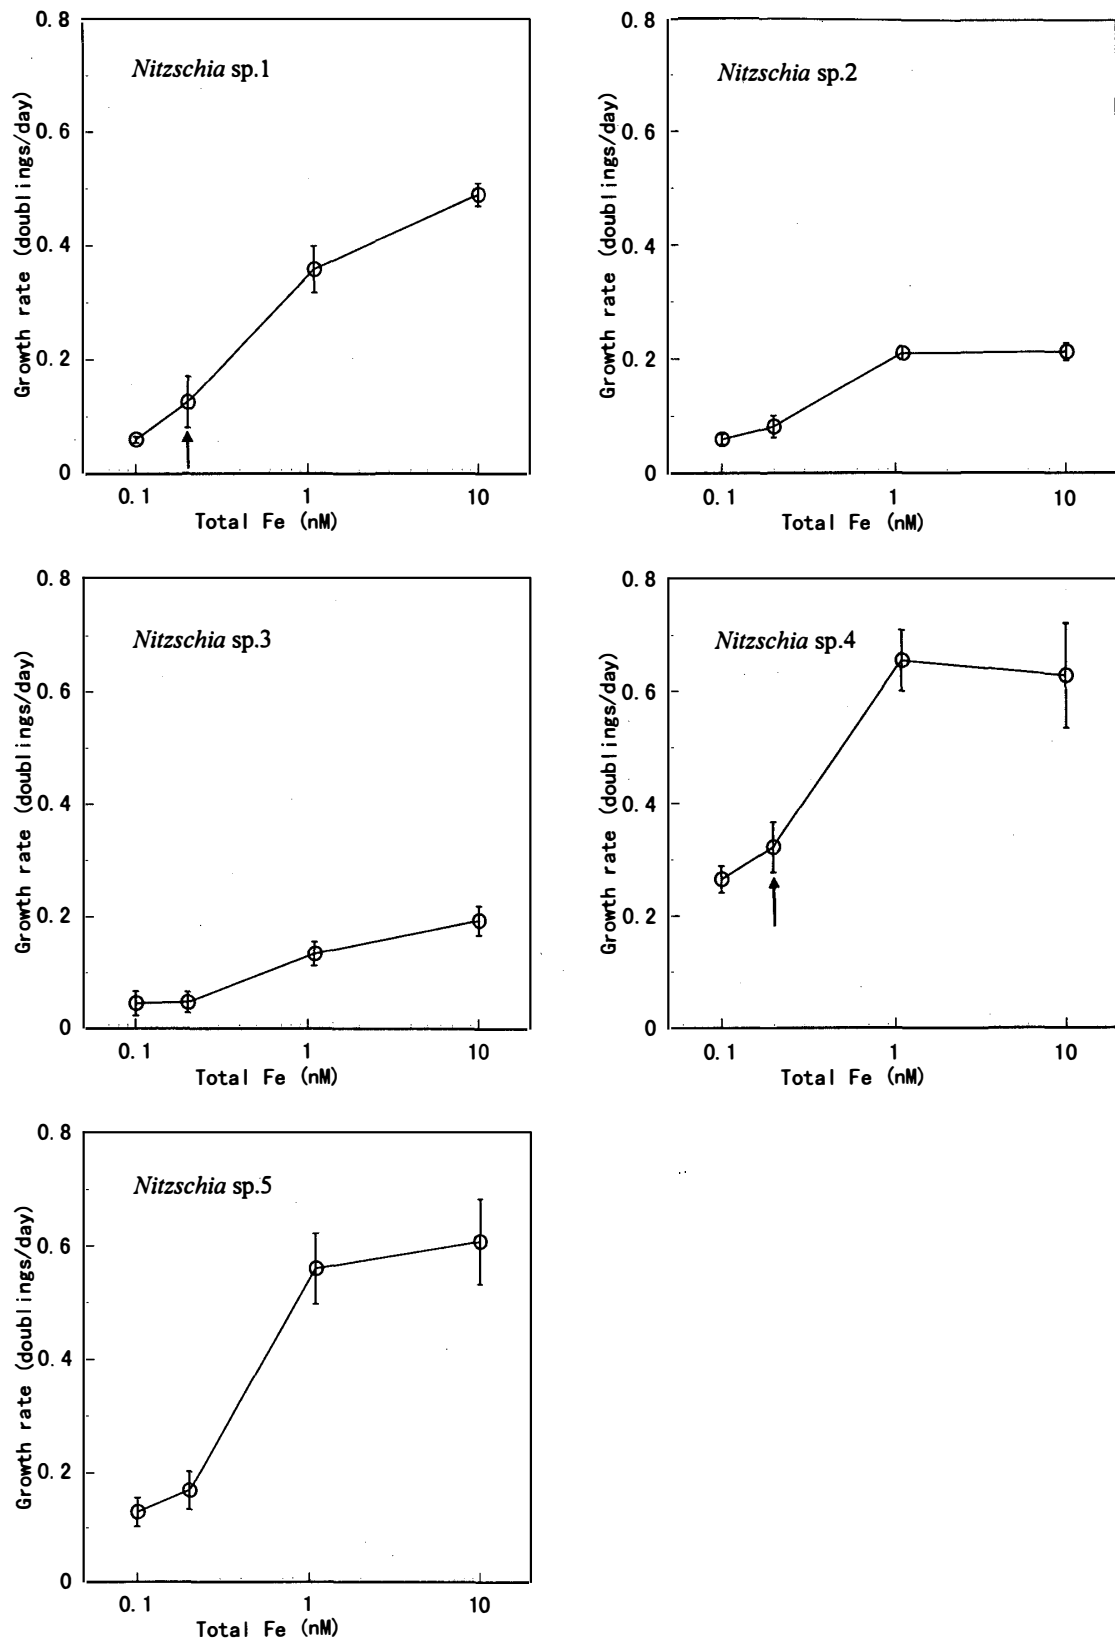 Nitzschia sp.1
Growth rate (doublings/day)
0.8
0.6
0.4
0.2
0
0.1
1
10
Total Fe (nM)
Nitzschia sp.2
Growth rate (doublings/day)
0.8
0.6
0.4
0.2
0
0.1
1
10
Total Fe (nM)
Nitzschia sp.3
Growth rate (doublings/day)
0.8
0.6
0.4
0.2
0
0.1
1
10
Total Fe (nM)
Nitzschia sp.4
Growth rate (doublings/day)
0.8
0.6
0.4
0.2
0
0.1
1
10
Total Fe (nM)
Nitzschia sp.5
Growth rate (doublings/day)
0.8
0.6
0.4
0.2
0
0.1
1
10
Total Fe (nM)